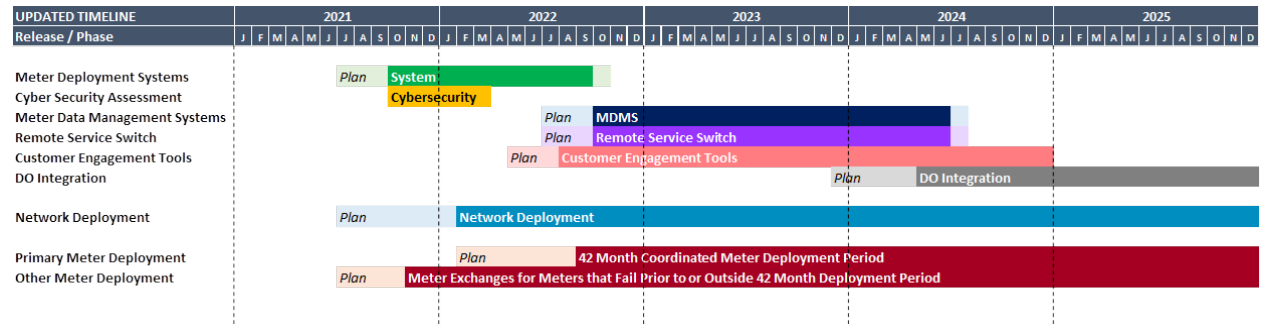 UPDATED TIMELINE 2021 2022 2023 2024 2025
Release / Phase J F M A M J J A S O N D J F M A M J J A S O N D J F M A M J J A S O N D J F M A M J J A S O N D J F M A M J J A S O N D
Meter Deployment Systems Plan System
Cyber Security Assessment Cybersecurity
Meter Data Management Systems Plan MDMS
Remote Service Switch Plan Remote Service Switch
Customer Engagement Tools Plan Customer Engagement Tools
DO Integration Plan DO Integration
Network Deployment Plan Network Deployment
Primary Meter Deployment Plan 42 Month Coordinated Meter Deployment Period
Other Meter Deployment Plan Meter Exchanges for Meters that Fail Prior to or Outside 42 Month Deployment Period